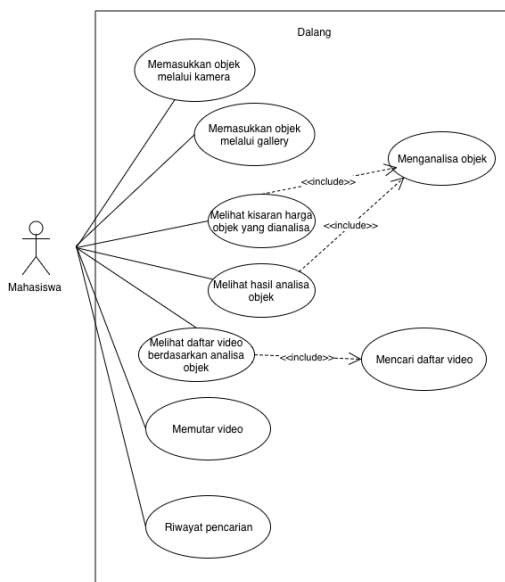 Dalang
Memasukkan objek
melalui kamera
Memasukkan objek
melalui gallery
Menganalisa objek
<<include>>
Melihat kisaran harga
objek yang dianalisa
<<include>>
Mahasiswa
Melihat hasil analisa
objek
Melihat daftar video
berdasarkan analisa
objek
<<include>>
Mencari daftar video
Memutar video
Riwayat pencarian